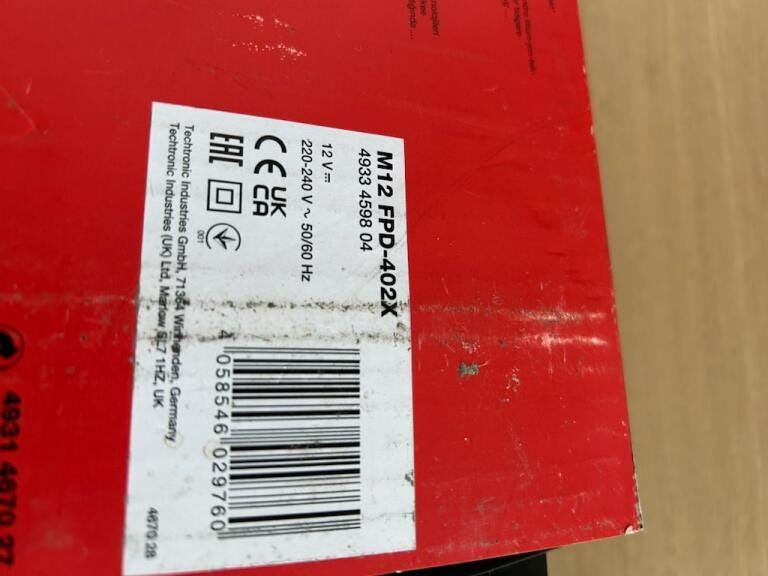 M12 FPD-402X
4933 4598 04
12 V ⎓
220-240 V ~ 50/60 Hz
CE UK
CA
EAC
001
Techtronic Industries GmbH, 71364 Winnenden, Germany
Techtronic Industries (UK) Ltd, Marlow SL7 1HZ, UK
4 058546 029760
4670 28
4931 4670 27